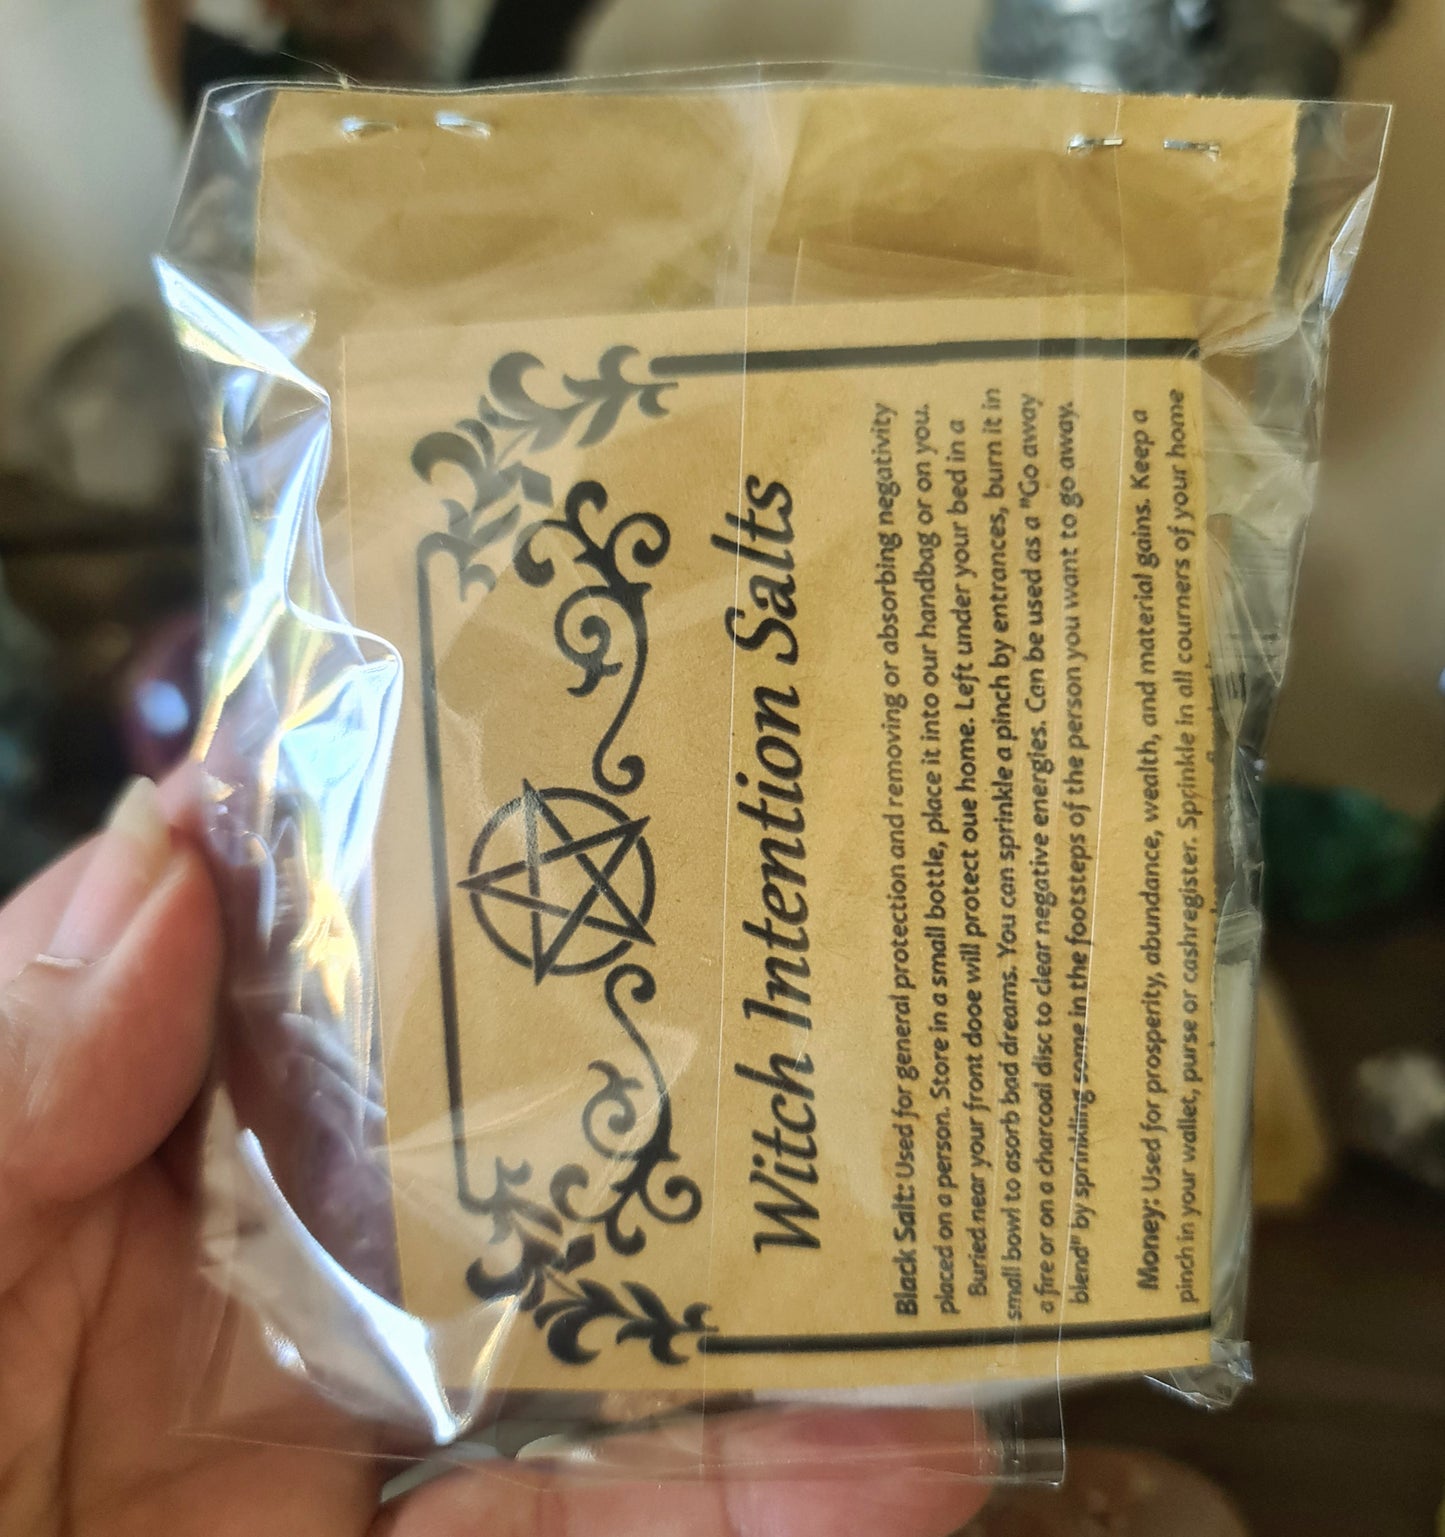 Witch Intention Salts
Black Salt: Used for general protection and removing or absorbing negativity
placed on a person. Store in a small bottle, place it into our handbag or on you.
Buried near your front dooe will protect oue home. Left under your bed in a
small bowl to asorb bad dreams. You can sprinkle a pinch by entrances, burn it in
a fire or on a charcoal disc to clear negative energies. Can be used as a "Go away
blend" by sprinkling some in the footsteps of the person you want to go away.
Money: Used for prosperity, abundance, wealth, and material gains. Keep a
pinch in your wallet, purse or cashregister. Sprinkle in all courners of your home